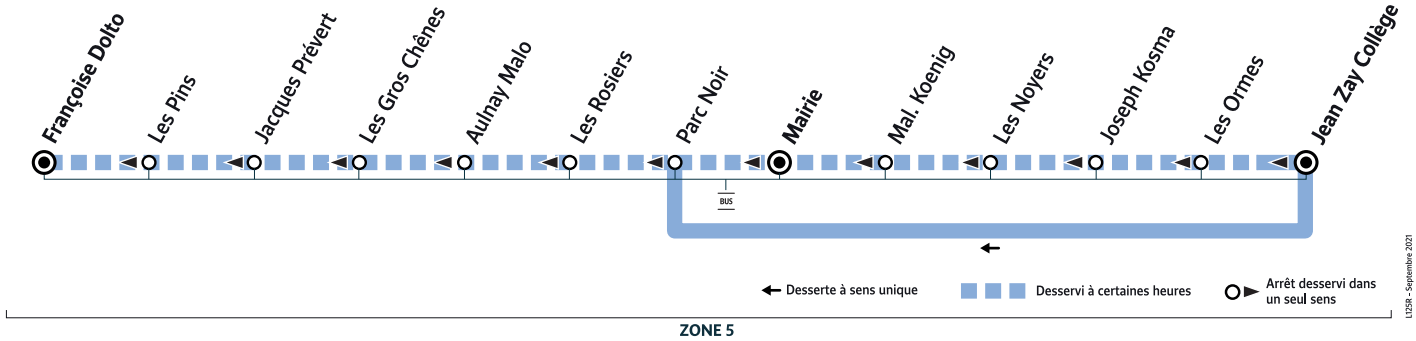 Françoise Dolto
Les Pins
Jacques Prévert
Les Gros Chênes
Aulnay Malo
Les Rosiers
Parc Noir
Mairie
Mal. Koenig
Les Noyers
Joseph Kosma
Les Ormes
Jean Zay Collège
BUS
Desserte à sens unique
Desservi à certaines heures
Arrêt desservi dans
un seul sens
L125R - Septembre 2021
ZONE 5